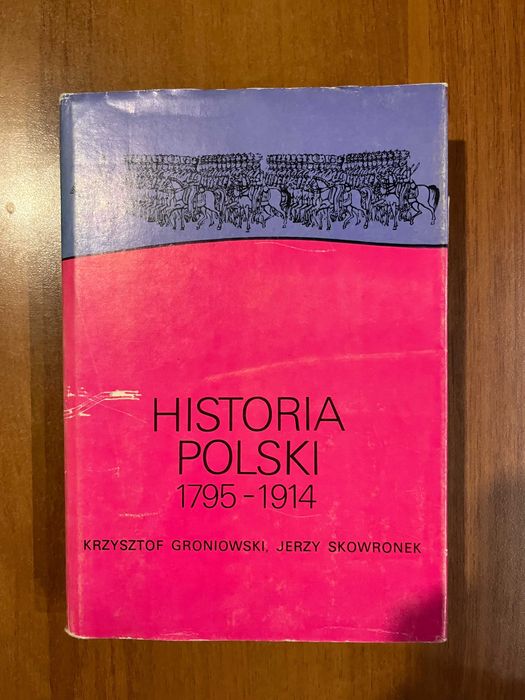 HISTORIA
POLSKI
1795-1914
KRZYSZTOF GRONIOWSKI, JERZY SKOWRONEK